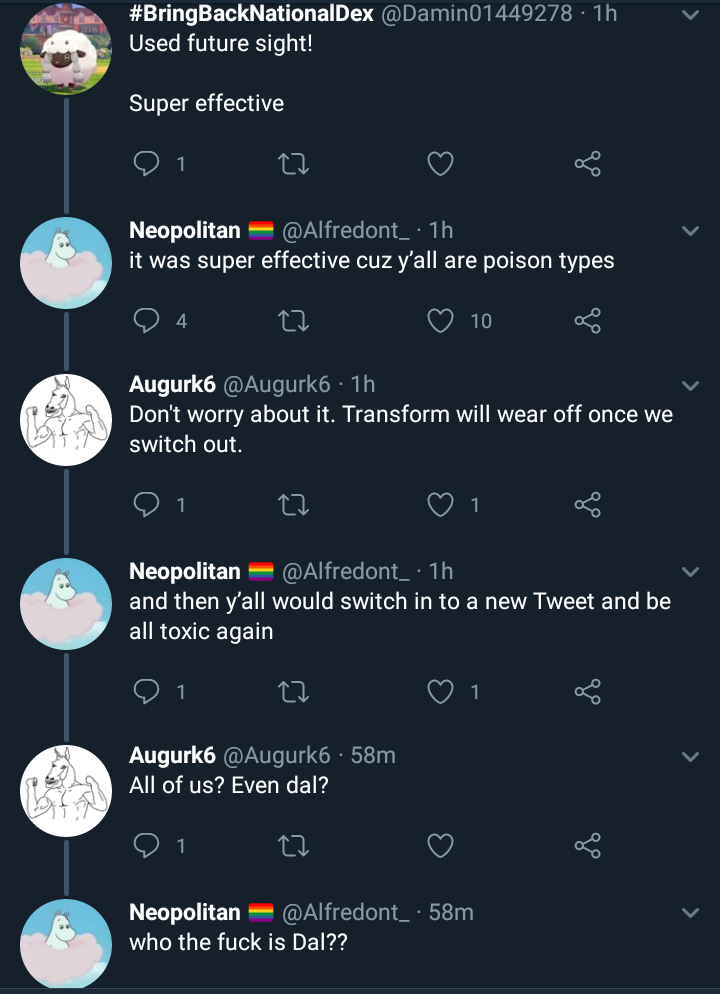 #BringBackNationalDex @Damin01449278 · 1h
Used future sight!
Super effective
1
Neopolitan 🏳️‍🌈 @Alfredont_ · 1h
it was super effective cuz y’all are poison types
4 10
Augurk6 @Augurk6 · 1h
Don't worry about it. Transform will wear off once we
switch out.
1 1
Neopolitan 🏳️‍🌈 @Alfredont_ · 1h
and then y’all would switch in to a new Tweet and be
all toxic again
1 1
Augurk6 @Augurk6 · 58m
All of us? Even dal?
1
Neopolitan 🏳️‍🌈 @Alfredont_ · 58m
who the fuck is Dal??